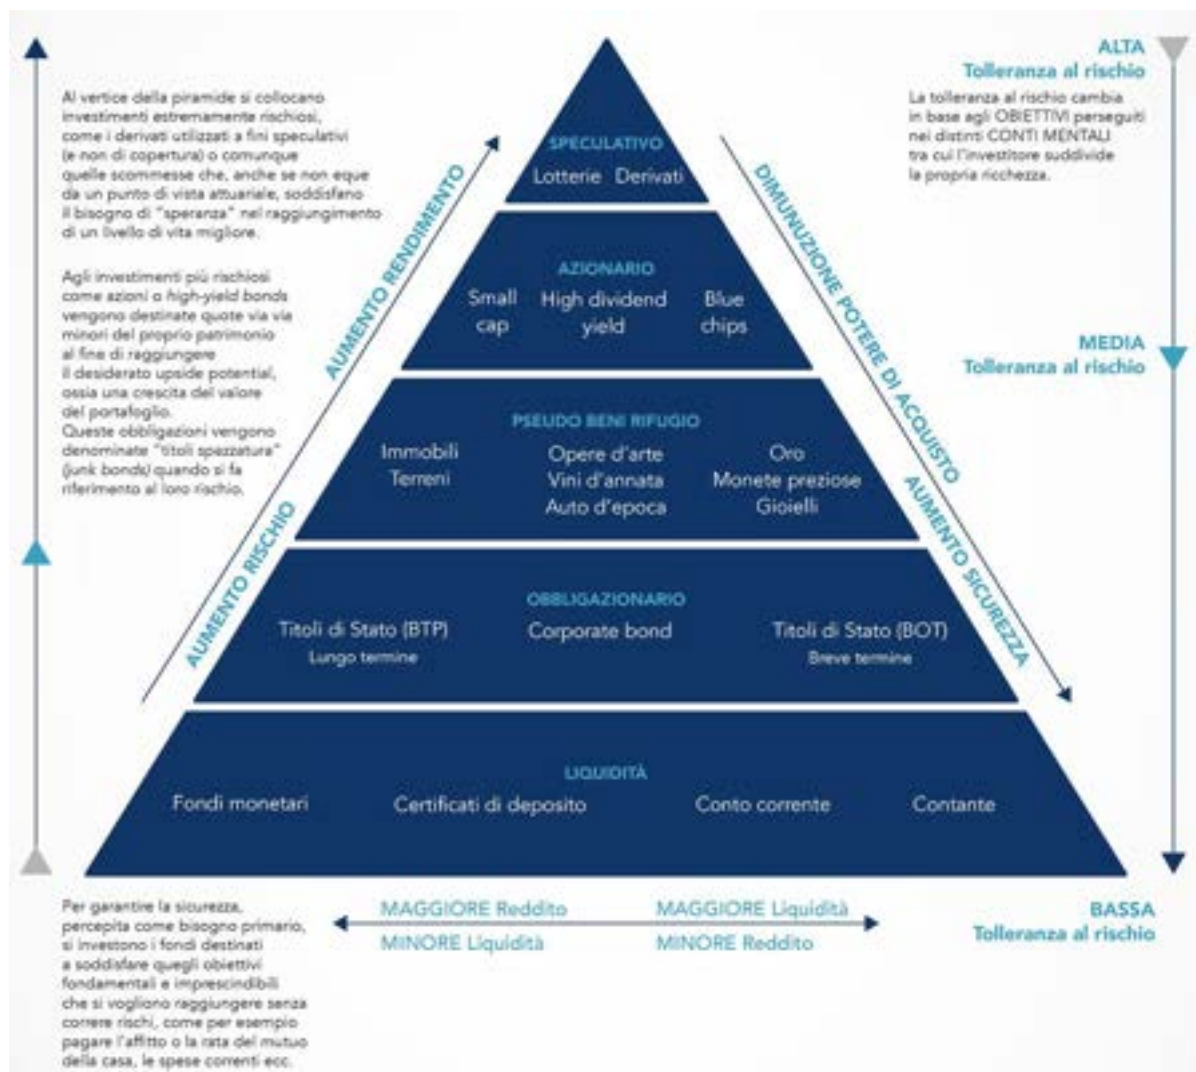 ALTA
Tolleranza al rischio
La tolleranza al rischio cambia
in base agli OBIETTIVI perseguiti
nei distinti CONTI MENTALI
tra cui l'investitore suddivide
la propria ricchezza.
Al vertice della piramide si collocano
investimenti estremamente rischiosi,
come i derivati utilizzati a fini speculativi
(e non di copertura) o comunque
quelle scommesse che, anche se non eque
da un punto di vista attuariale, soddisfano
il bisogno di "speranza" nel raggiungimento
di un livello di vita migliore.
Agli investimenti più rischiosi
come azioni o high-yield bonds
vengono destinate quote via via
minori del proprio patrimonio
al fine di raggiungere
il desiderato upside potential,
ossia una crescita del valore
del portafoglio.
Queste obbligazioni vengono
denominate "titoli spazzatura"
(junk bonds) quando si fa
riferimento al loro rischio.
AUMENTO RISCHIO
AUMENTO RENDIMENTO
DIMUNUZIONE POTERE DI ACQUISTO
AUMENTO SICUREZZA
SPECULATIVO
Lotterie Derivati
AZIONARIO
Small cap
High dividend yield
Blue chips
MEDIA
Tolleranza al rischio
PSEUDO BENI RIFUGIO
Immobili
Terreni
Opere d'arte
Vini d'annata
Auto d'epoca
Oro
Monete preziose
Gioielli
OBBLIGAZIONARIO
Titoli di Stato (BTP)
Lungo termine
Corporate bond
Titoli di Stato (BOT)
Breve termine
LIQUIDITÀ
Fondi monetari
Certificati di deposito
Conto corrente
Contante
Per garantire la sicurezza,
percepita come bisogno primario,
si investono i fondi destinati
a soddisfare quegli obiettivi
fondamentali e imprescindibili
che si vogliono raggiungere senza
correre rischi, come per esempio
pagare l'affitto o la rata del mutuo
della casa, le spese correnti ecc.
MAGGIORE Reddito
MINORE Liquidità
MAGGIORE Liquidità
MINORE Reddito
BASSA
Tolleranza al rischio